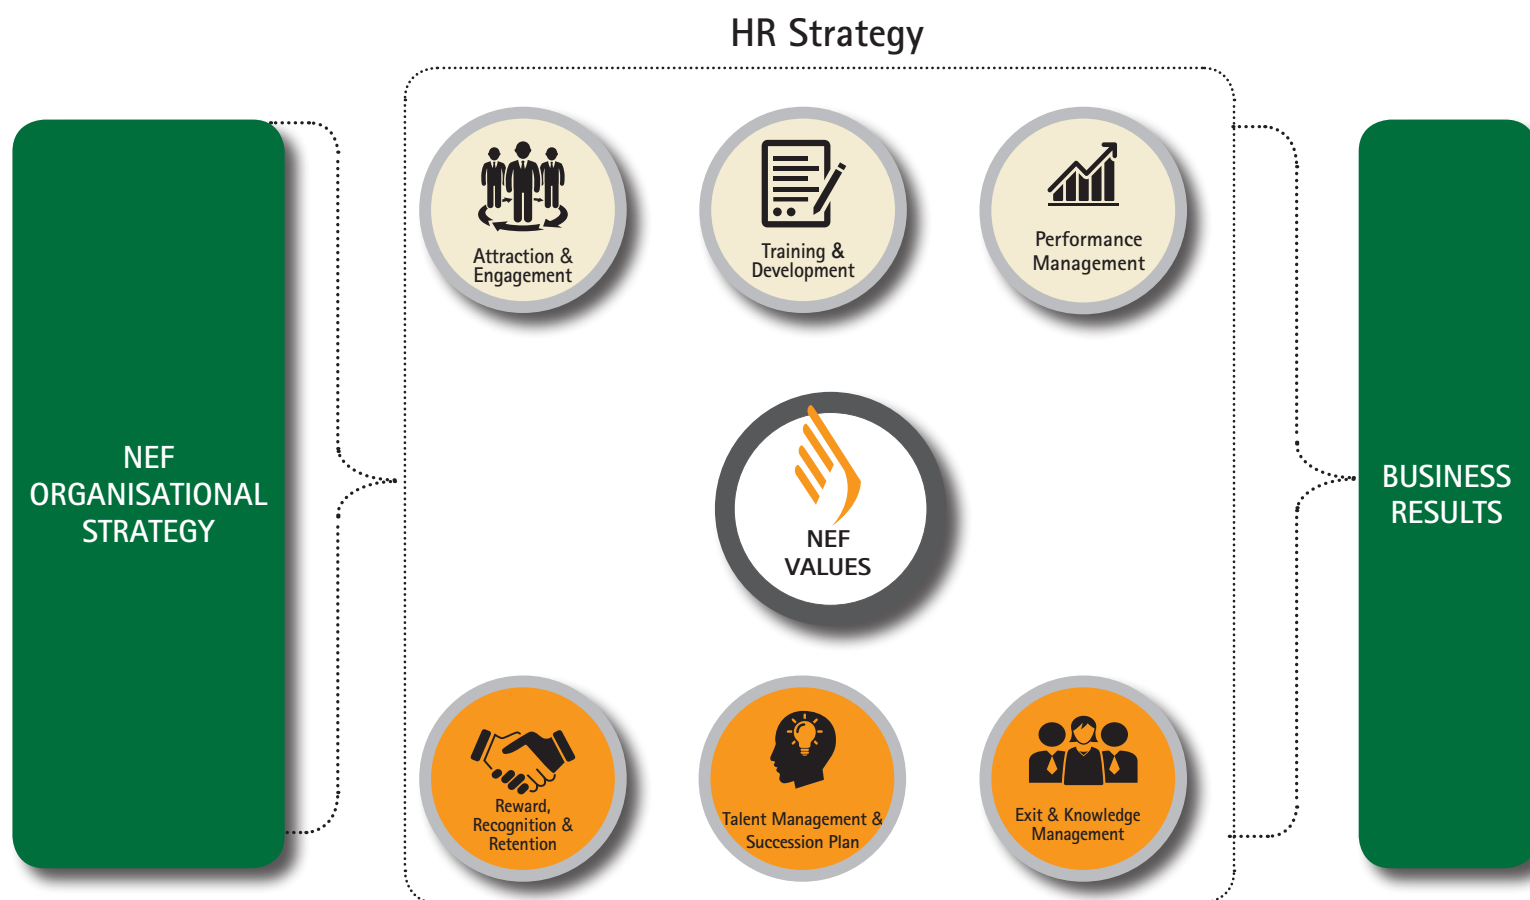 HR Strategy
NEF
ORGANISATIONAL
STRATEGY
Attraction &
Engagement
Training &
Development
Performance
Management
NEF
VALUES
Reward,
Recognition &
Retention
Talent Management &
Succession Plan
Exit & Knowledge
Management
BUSINESS
RESULTS